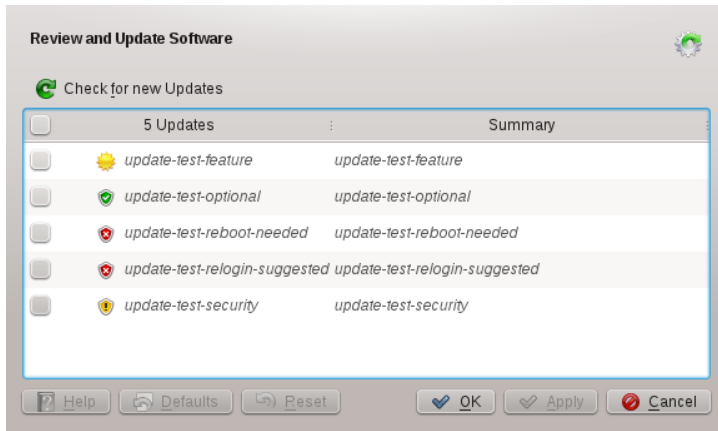 Review and Update Software
Check for new Updates
5 Updates Summary
update-test-feature update-test-feature
update-test-optional update-test-optional
update-test-reboot-needed update-test-reboot-needed
update-test-relogin-suggested update-test-relogin-suggested
update-test-security update-test-security
Help Defaults Reset OK Apply Cancel